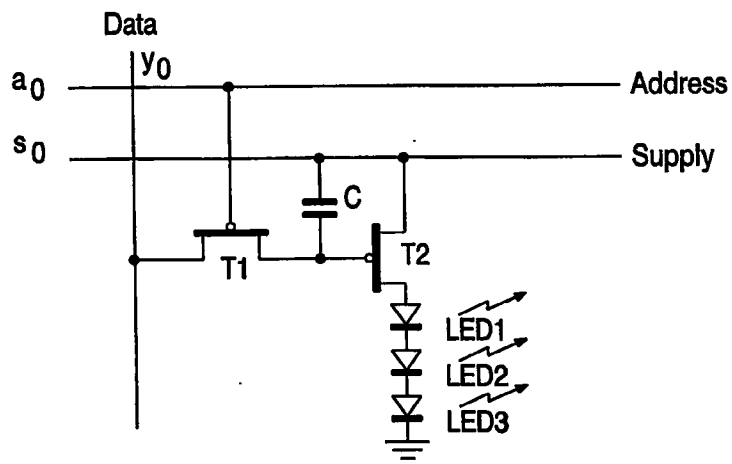 Data
y0
a0 Address
s0 Supply
C
T1 T2
LED1
LED2
LED3